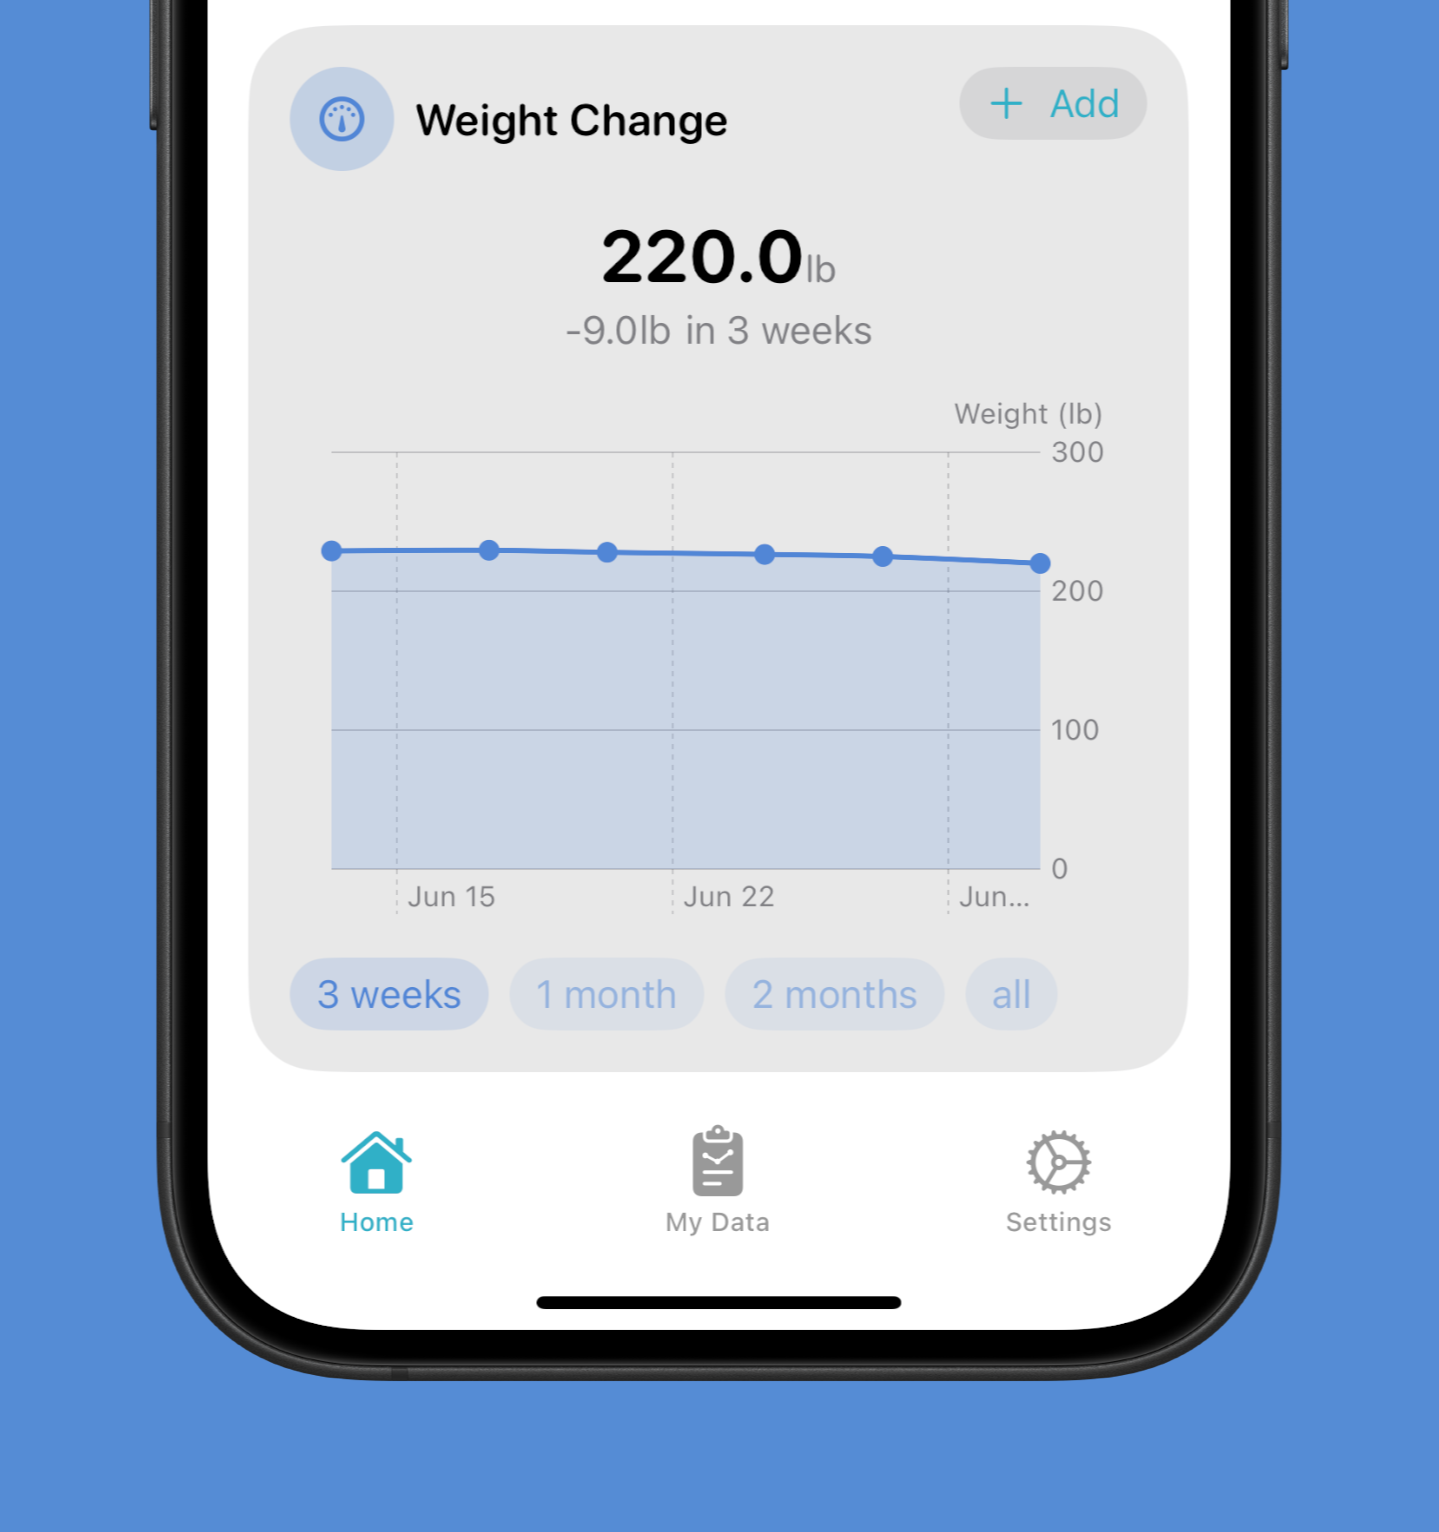 Weight Change
+ Add
220.0lb
-9.0lb in 3 weeks
Weight (lb)
300
200
100
0
Jun 15
Jun 22
Jun...
3 weeks
1 month
2 months
all
Home
My Data
Settings